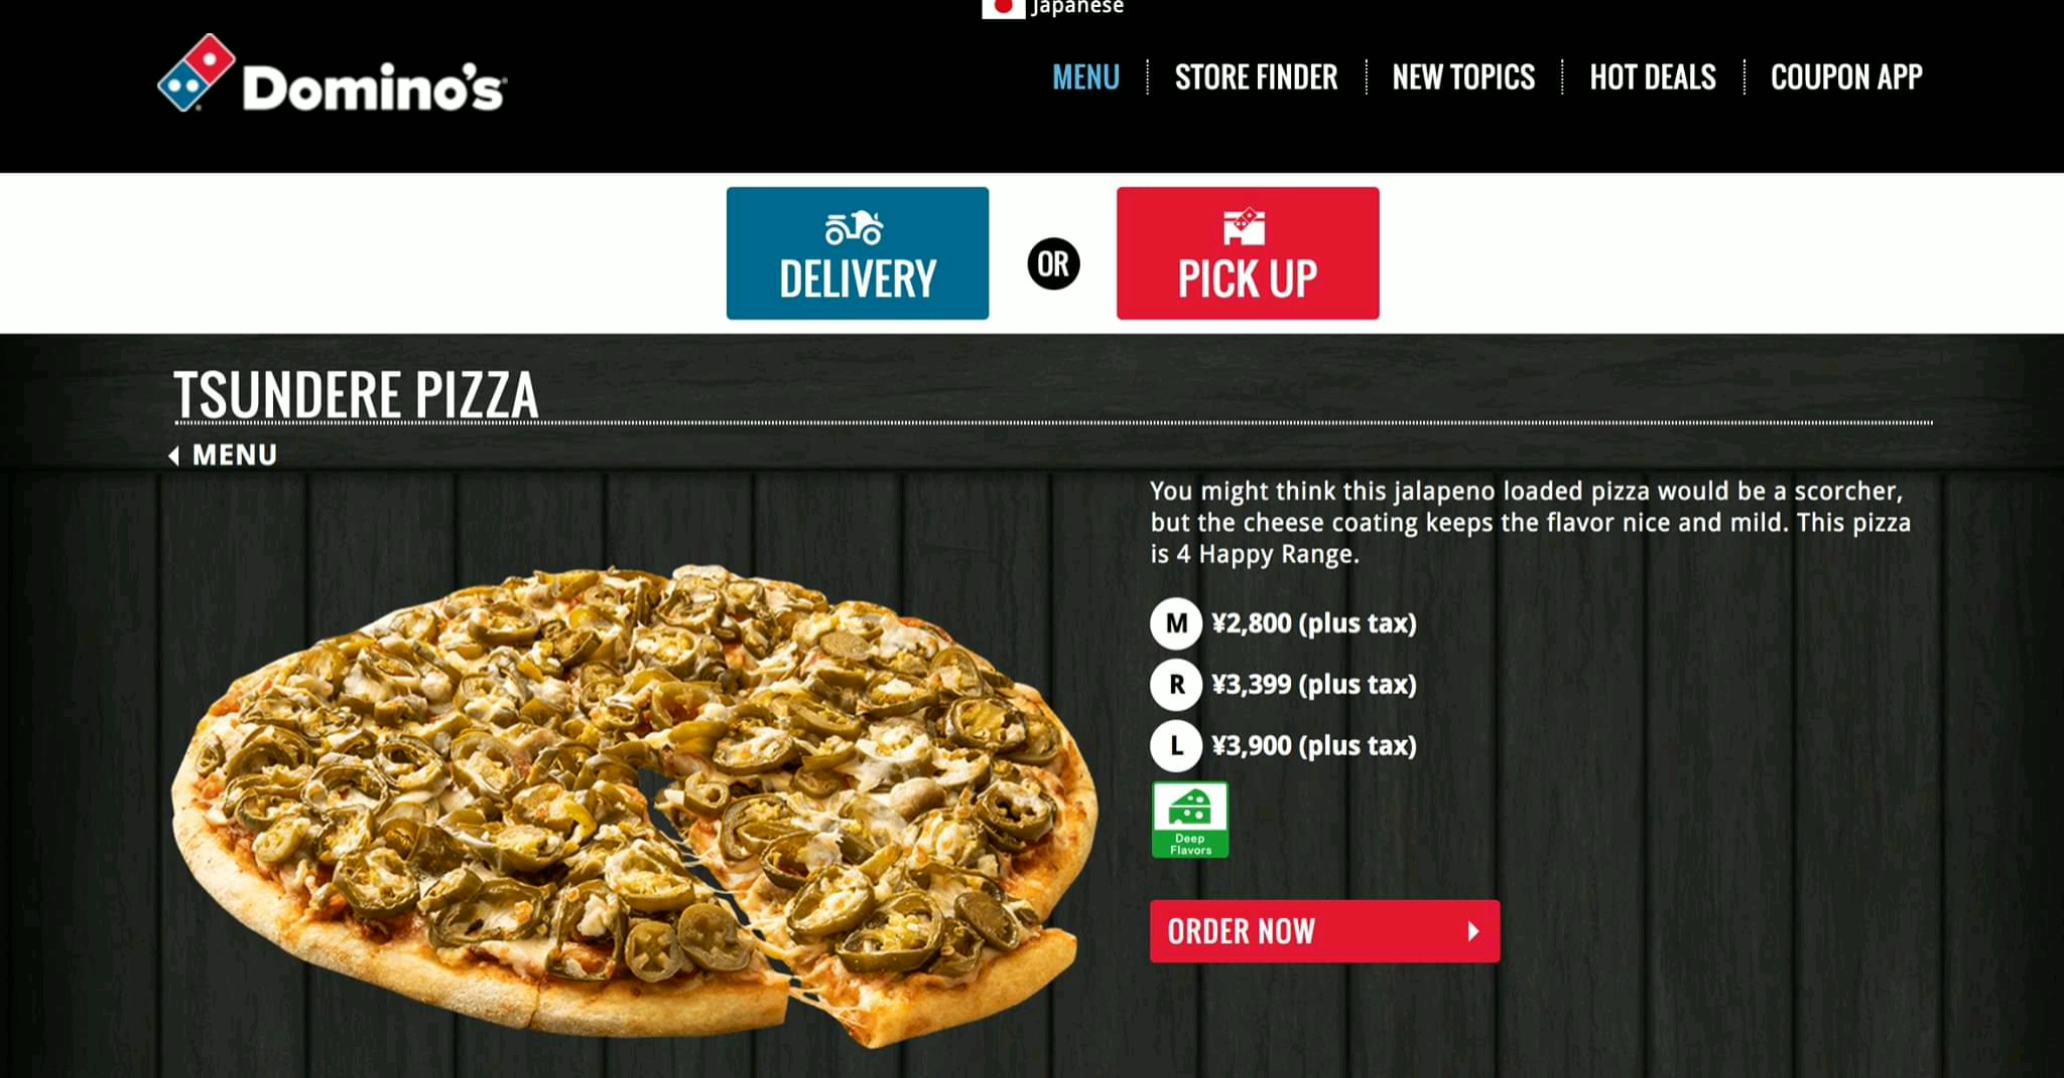 Japanese
Domino's
MENU
STORE FINDER
NEW TOPICS
HOT DEALS
COUPON APP
DELIVERY
OR
PICK UP
TSUNDERE PIZZA
MENU
You might think this jalapeno loaded pizza would be a scorcher,
but the cheese coating keeps the flavor nice and mild. This pizza
is 4 Happy Range.
M ¥2,800 (plus tax)
R ¥3,399 (plus tax)
L ¥3,900 (plus tax)
Deep
Flavors
ORDER NOW